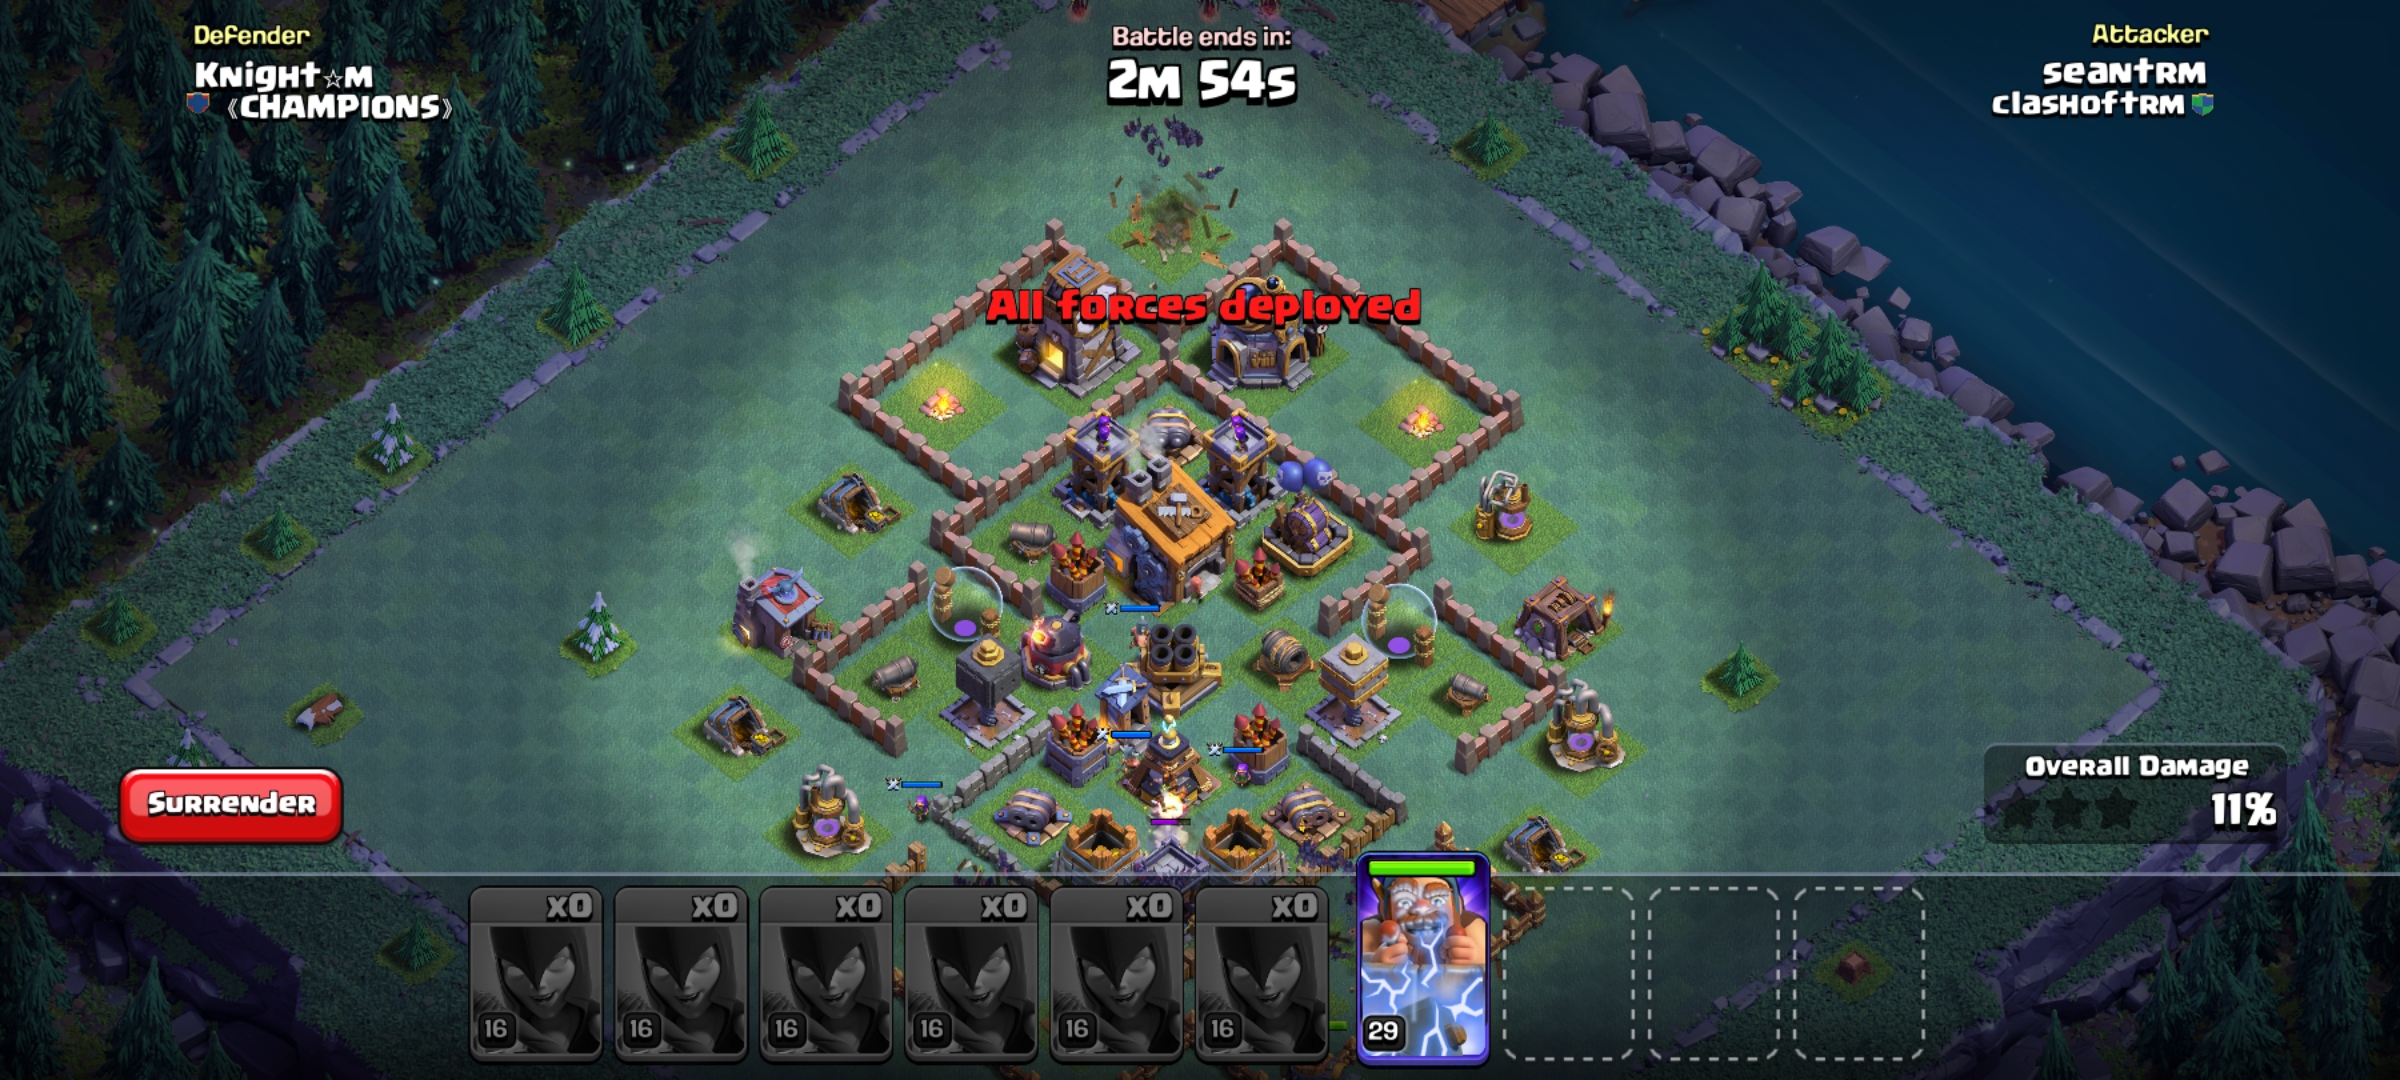 Defender
Knight☆M
《CHAMPIONS》
Battle ends in:
2M 54s
Attacker
seantRM
clashoftRM
All forces deployed
VIII
Surrender
Overall Damage
11%
x0 x0 x0 x0 x0 x0
16 16 16 16 16 16 29